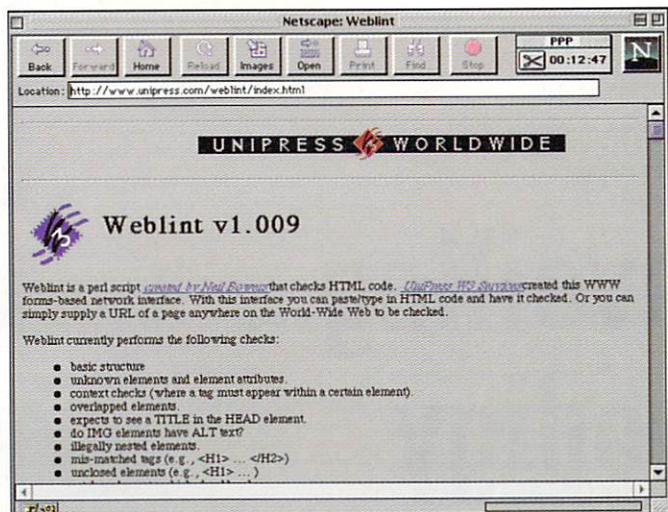 Netscape: Weblint
Back Forward Home Reload Images Open Print Find Stop
PPP
00:12:47
N
Location: http://www.unipress.com/weblint/index.html
UNIPRESS WORLDWIDE
Weblint v1.009
Weblint is a perl script created by Neil Bowers that checks HTML code. UniPress W3 Services created this WWW
forms-based network interface. With this interface you can paste/type in HTML code and have it checked. Or you can
simply supply a URL of a page anywhere on the World-Wide Web to be checked.
Weblint currently performs the following checks:
basic structure
unknown elements and element attributes.
context checks (where a tag must appear within a certain element).
overlapped elements.
expects to see a TITLE in the HEAD element.
do IMG elements have ALT text?
illegally nested elements.
mis-matched tags (e.g., <H1> ... </H2>)
unclosed elements (e.g., <H1> ... )